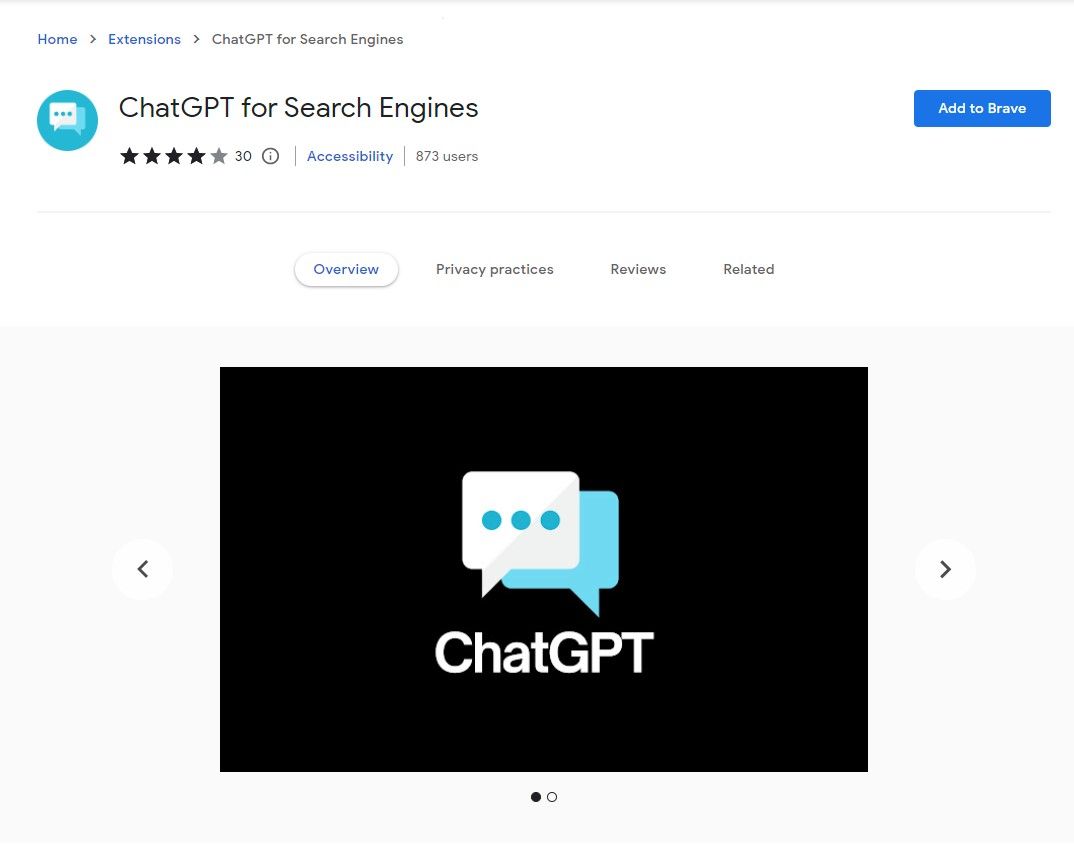 Home > Extensions > ChatGPT for Search Engines
ChatGPT for Search Engines
Add to Brave
30 Accessibility 873 users
Overview Privacy practices Reviews Related
ChatGPT